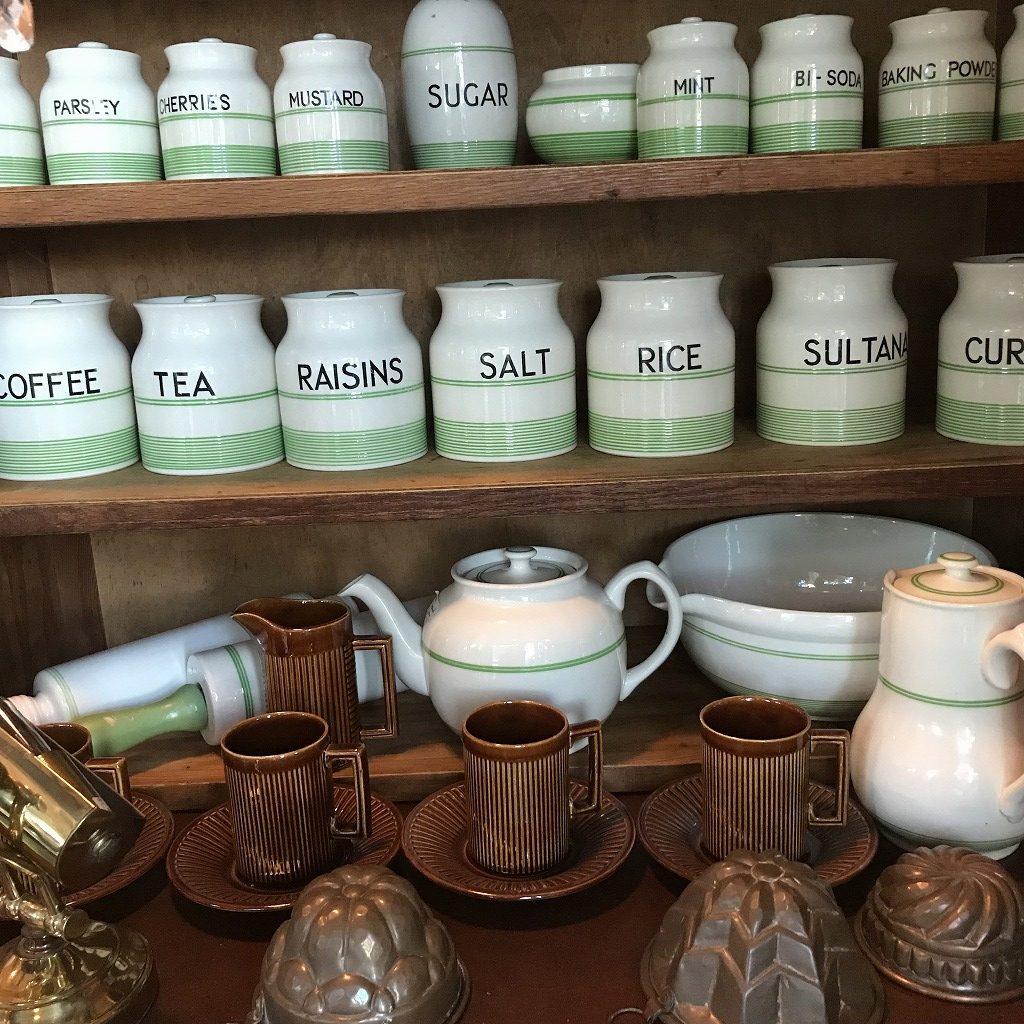 PARSLEY
CHERRIES
MUSTARD
SUGAR
MINT
BI-SODA
BAKING POWDE
COFFEE
TEA
RAISINS
SALT
RICE
SULTANA
CUR